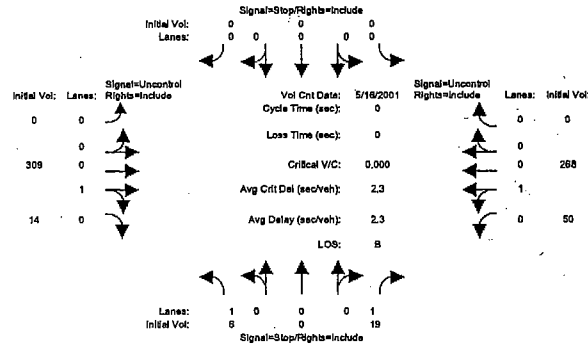 Signal=Stop/Rights=Include
Initial Vol: 0 0 0
Lanes: 0 0 0 0 0
Initial Vol: Lanes: Signal=Uncontrol Rights=Include
Vol Cnt Date: 5/16/2001
Signal=Uncontrol Rights=Include Lanes: Initial Vol:
Cycle Time (sec): 0
0 0
0 0
Loss Time (sec): 0
0
0
309 0
Critical V/C: 0.000
0 268
1
Avg Crit Del (sec/veh): 2.3
1
14 0
Avg Delay (sec/veh): 2.3
0 50
LOS: B
Lanes: 1 0 0 0 1
Initial Vol: 6 0 19
Signal=Stop/Rights=Include